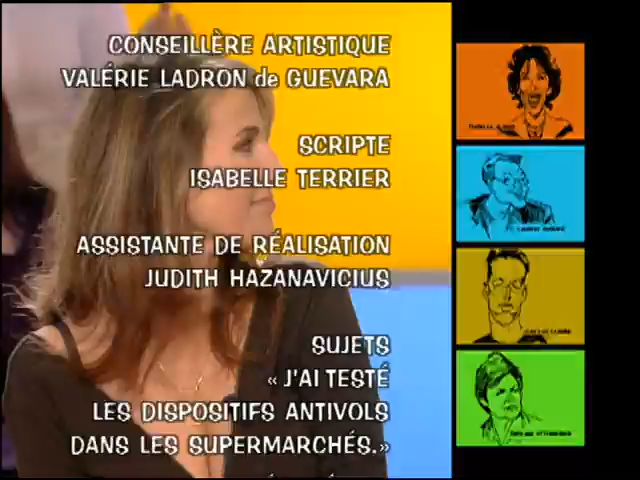 CONSEILLÈRE ARTISTIQUE
VALÉRIE LADRON de GUEVARA
SCRIPTE
ISABELLE TERRIER
ASSISTANTE DE RÉALISATION
JUDITH HAZANAVICIUS
SUJETS
« J'AI TESTÉ
LES DISPOSITIFS ANTIVOLS
DANS LES SUPERMARCHÉS.»